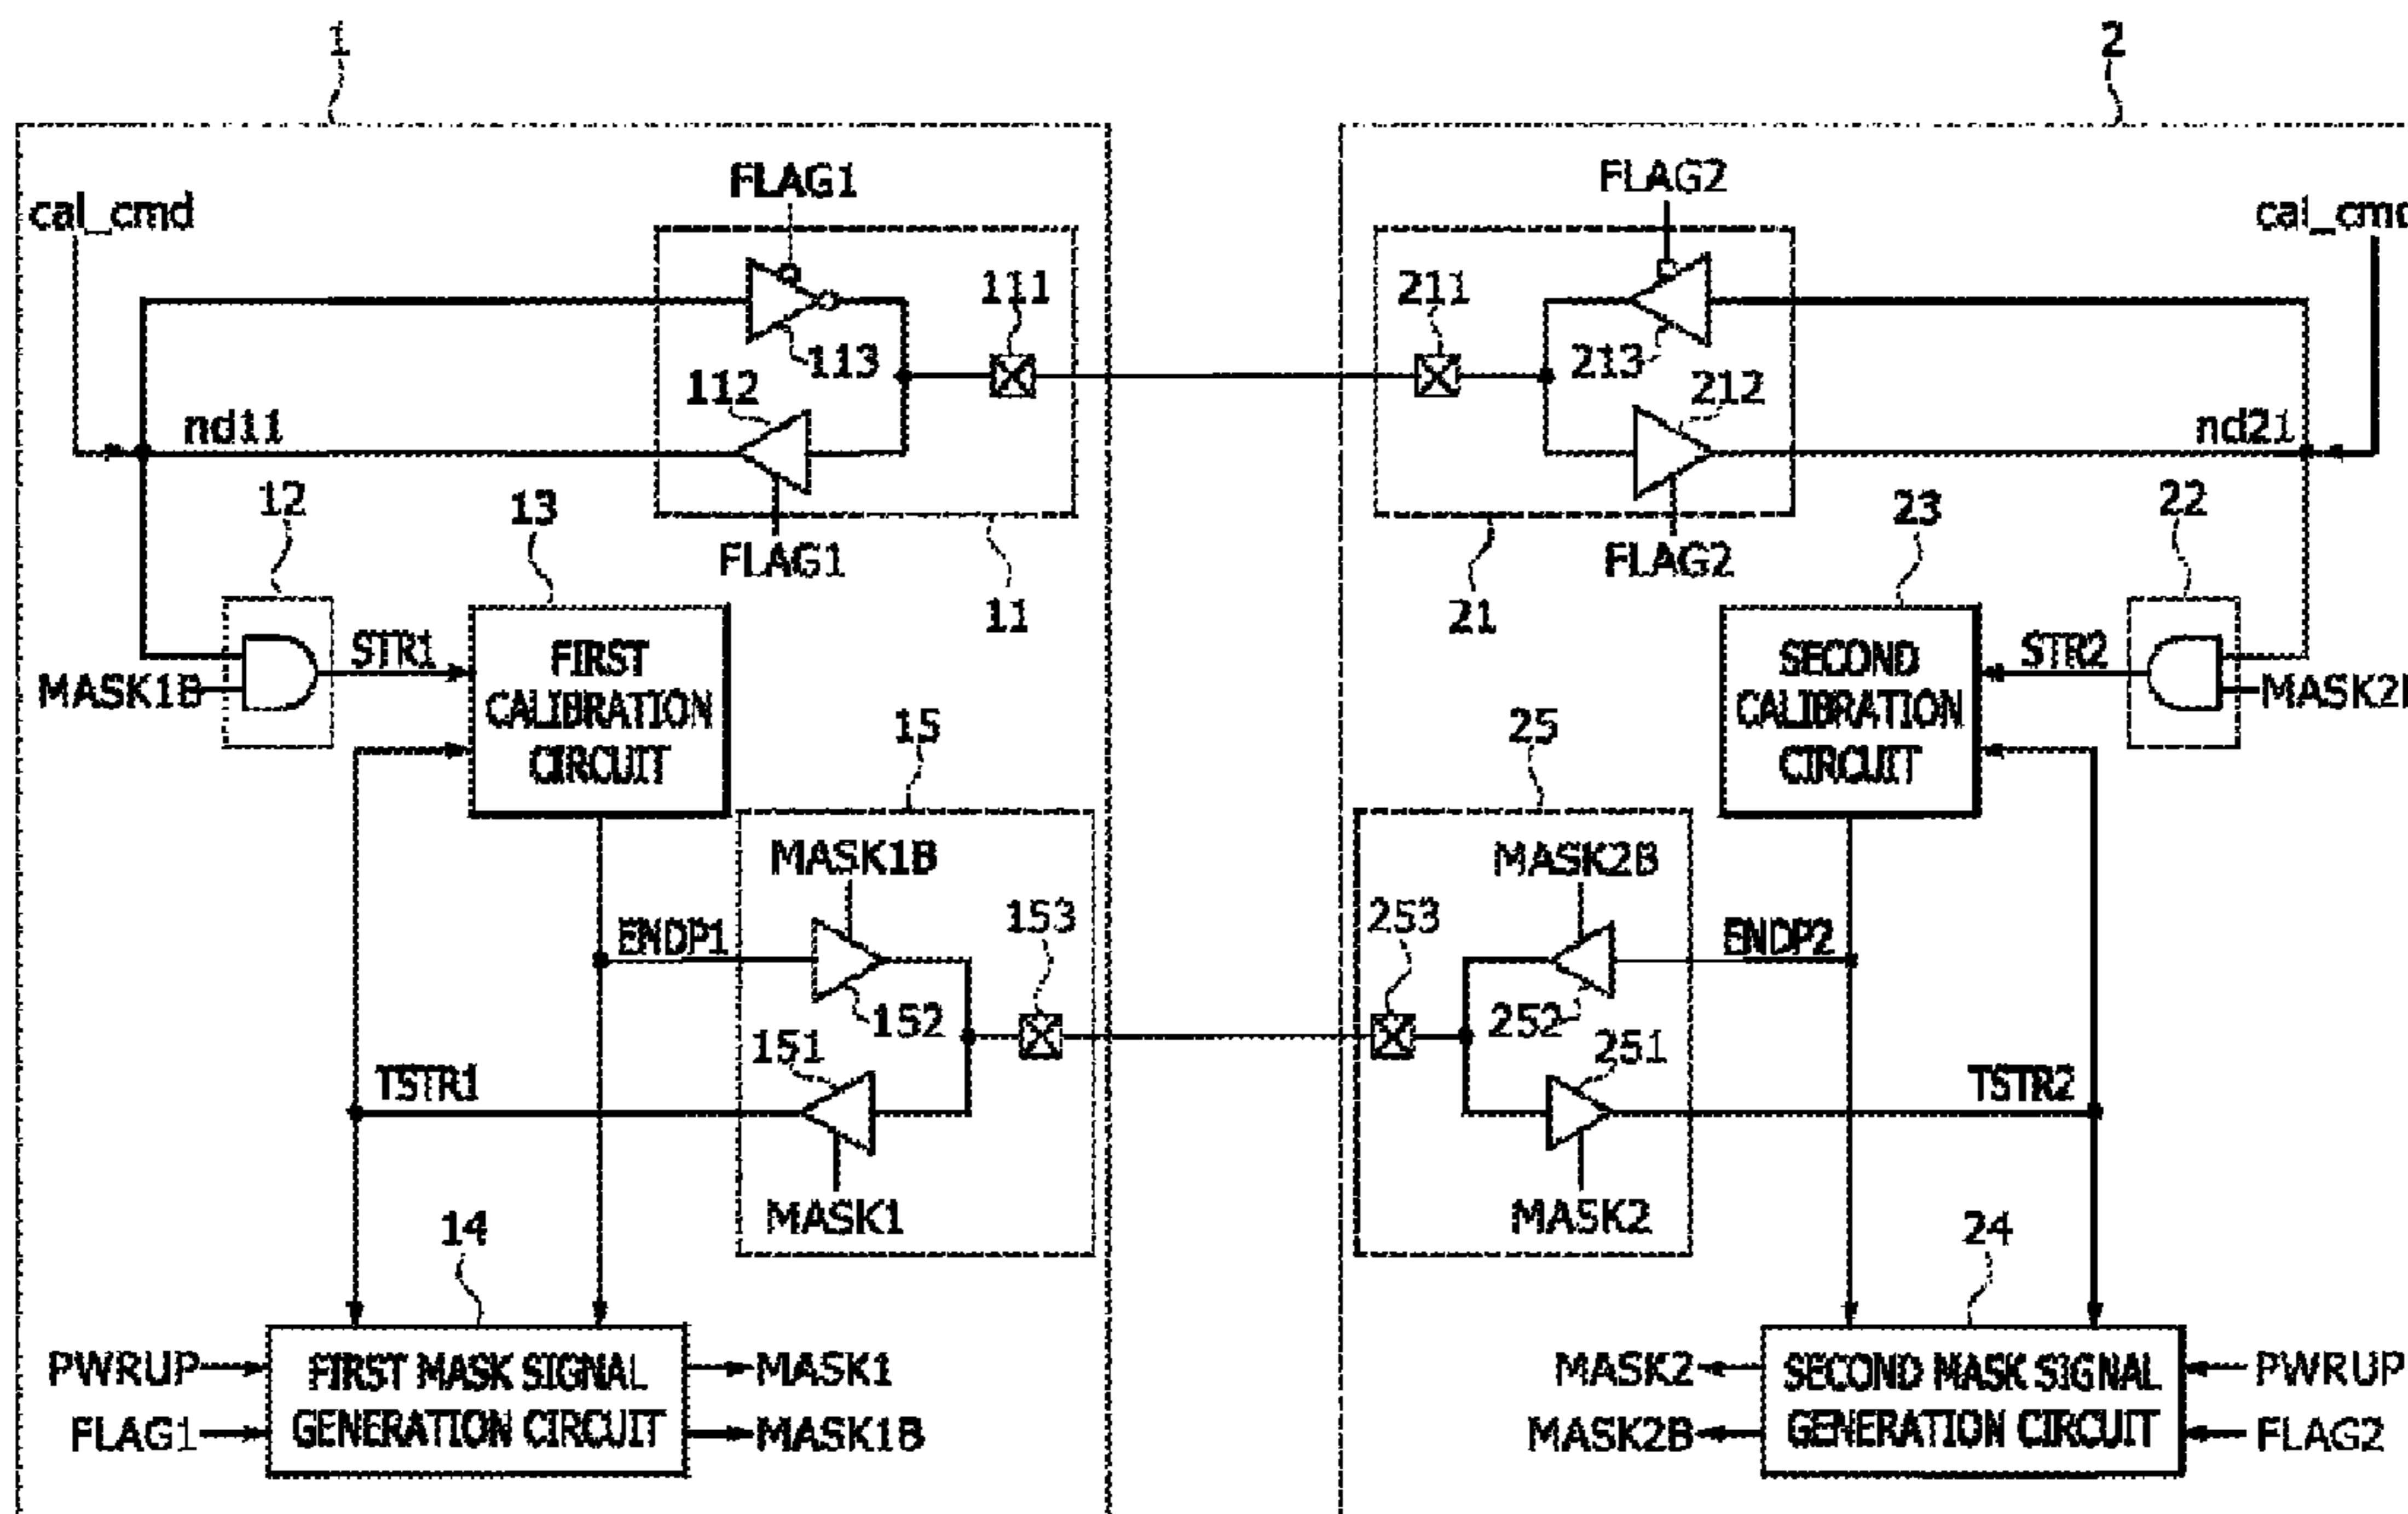 1
2
FLAG1
FLAG2
cal_cmd
cal_cmd
111
211
113
213
112
212
nd11
nd21
12
13
22
23
FLAG1
FLAG2
11
21
STR1
STR2
FIRST
CALIBRATION
CIRCUIT
SECOND
CALIBRATION
CIRCUIT
MASK1B
MASK2
15
25
MASK1B
MASK2B
153
253
ENDP1
ENDP2
152
252
151
251
TSTR1
TSTR2
MASK1
MASK2
14
24
PWRUP
FIRST MASK SIGNAL
GENERATION CIRCUIT
MASK1
FLAG1
MASK1B
MASK2
SECOND MASK SIGNAL
GENERATION CIRCUIT
PWRUP
MASK2B
FLAG2